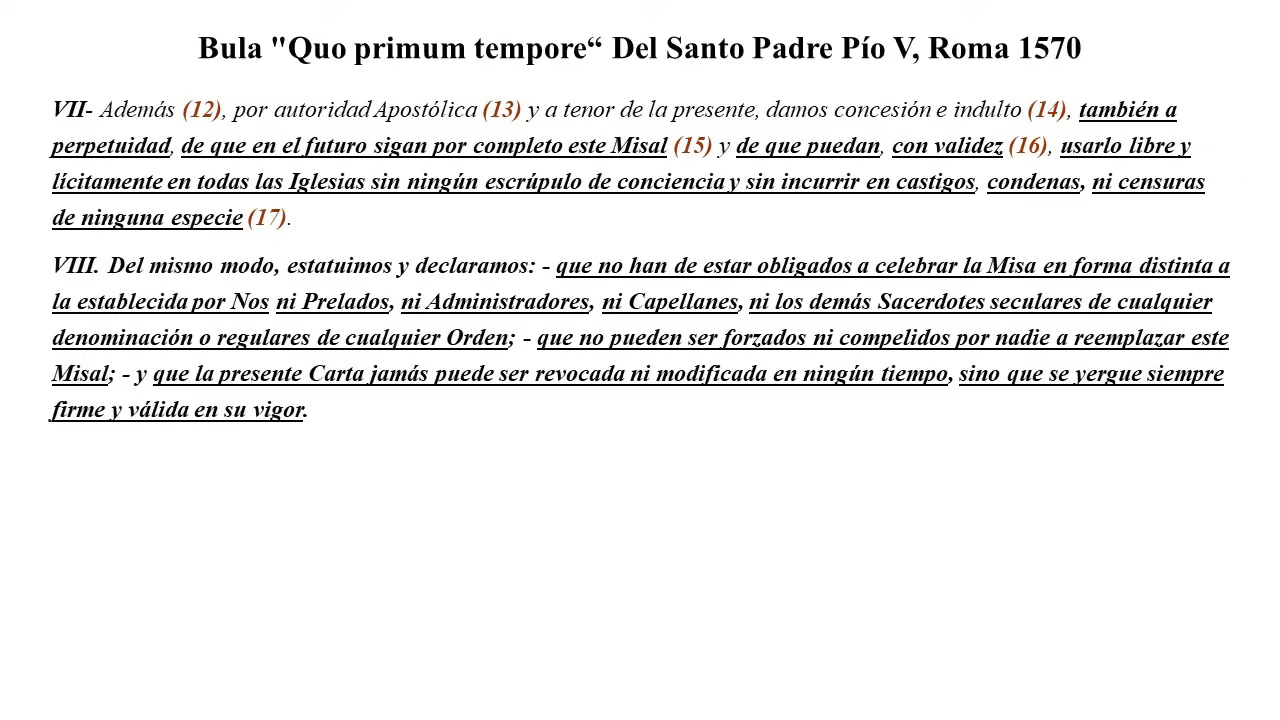 Bula "Quo primum tempore“ Del Santo Padre Pío V, Roma 1570
VII- Además (12), por autoridad Apostólica (13) y a tenor de la presente, damos concesión e indulto (14), también a
perpetuidad, de que en el futuro sigan por completo este Misal (15) y de que puedan, con validez (16), usarlo libre y
lícitamente en todas las Iglesias sin ningún escrúpulo de conciencia y sin incurrir en castigos, condenas, ni censuras
de ninguna especie (17).
VIII. Del mismo modo, estatuimos y declaramos: - que no han de estar obligados a celebrar la Misa en forma distinta a
la establecida por Nos ni Prelados, ni Administradores, ni Capellanes, ni los demás Sacerdotes seculares de cualquier
denominación o regulares de cualquier Orden; - que no pueden ser forzados ni compelidos por nadie a reemplazar este
Misal; - y que la presente Carta jamás puede ser revocada ni modificada en ningún tiempo, sino que se yergue siempre
firme y válida en su vigor.